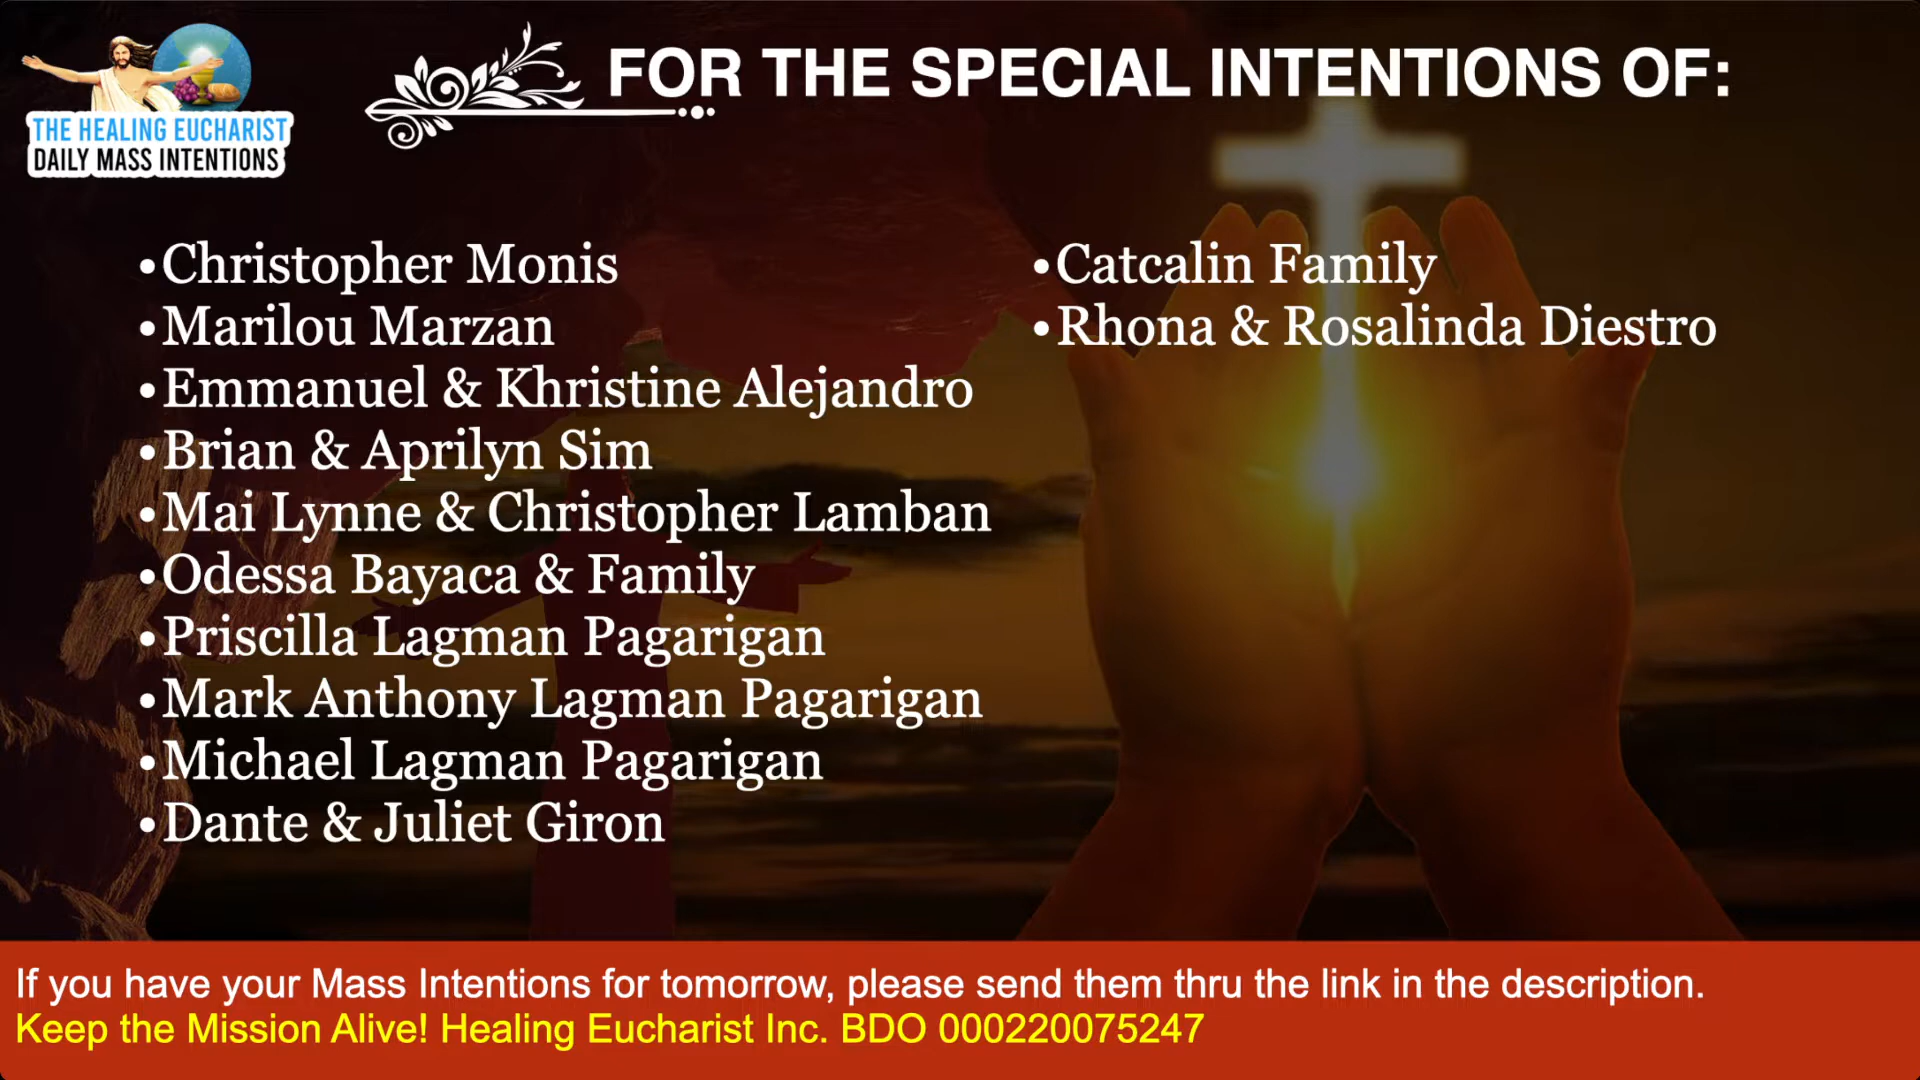 THE HEALING EUCHARIST
DAILY MASS INTENTIONS
FOR THE SPECIAL INTENTIONS OF:
•Christopher Monis
•Marilou Marzan
•Emmanuel & Khristine Alejandro
•Brian & Aprilyn Sim
•Mai Lynne & Christopher Lamban
•Odessa Bayaca & Family
•Priscilla Lagman Pagarigan
•Mark Anthony Lagman Pagarigan
•Michael Lagman Pagarigan
•Dante & Juliet Giron
•Catcalin Family
•Rhona & Rosalinda Diestro
If you have your Mass Intentions for tomorrow, please send them thru the link in the description.
Keep the Mission Alive! Healing Eucharist Inc. BDO 000220075247